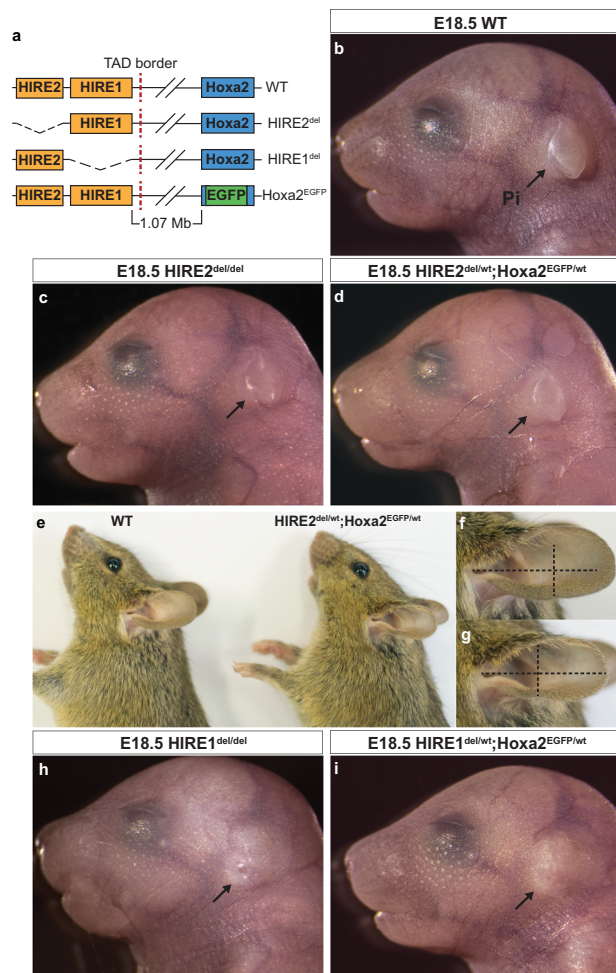 a
TAD border
HIRE2 HIRE1 Hoxa2 WT
HIRE1 Hoxa2 HIRE2del
HIRE2 Hoxa2 HIRE1del
HIRE2 HIRE1 EGFP Hoxa2EGFP
1.07 Mb
E18.5 WT
b
Pi
E18.5 HIRE2del/del
c
E18.5 HIRE2del/wt;Hoxa2EGFP/wt
d
e
WT
HIRE2del/wt;Hoxa2EGFP/wt
f
g
E18.5 HIRE1del/del
h
E18.5 HIRE1del/wt;Hoxa2EGFP/wt
i